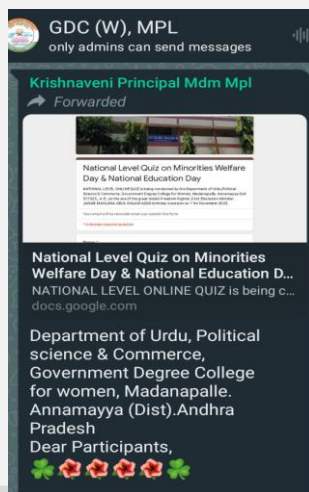 GDC (W), MPL
only admins can send messages
Krishnaveni Principal Mdm Mpl
Forwarded
National Level Quiz on Minorities Welfare
Day & National Education Day
National Level Quiz on Minorities
Welfare Day & National Education D...
NATIONAL LEVEL ONLINE QUIZ is being c...
docs.google.com
Department of Urdu, Political
science & Commerce,
Government Degree College
for women, Madanapalle.
Annamayya (Dist).Andhra
Pradesh
Dear Participants,
☘️🌺🌺🌺🌺🌺☘️